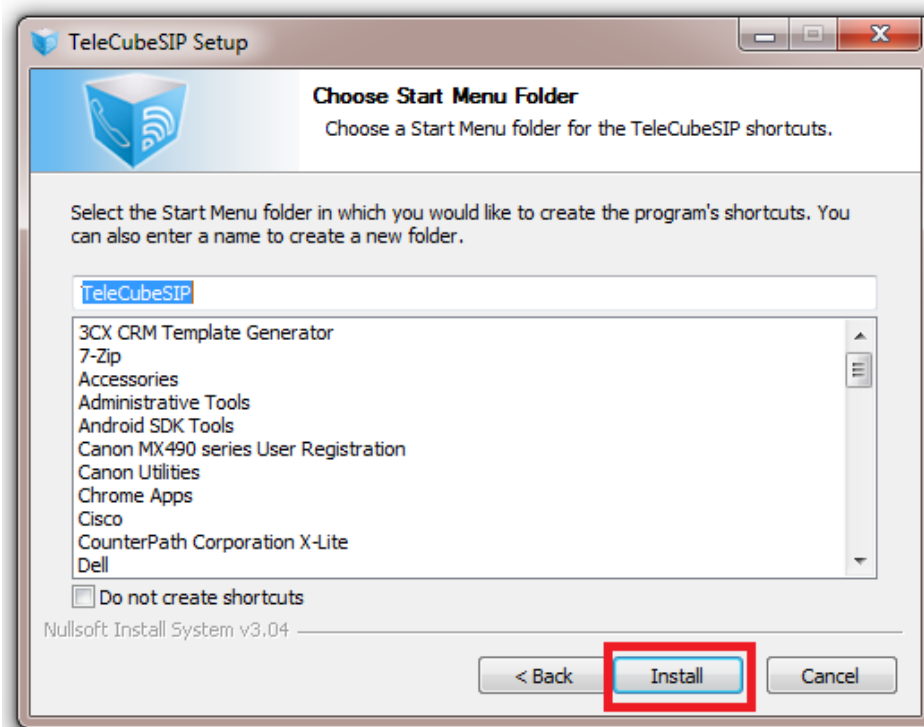 TeleCubeSIP Setup
Choose Start Menu Folder
Choose a Start Menu folder for the TeleCubeSIP shortcuts.
Select the Start Menu folder in which you would like to create the program's shortcuts. You
can also enter a name to create a new folder.
TeleCubeSIP
3CX CRM Template Generator
7-Zip
Accessories
Administrative Tools
Android SDK Tools
Canon MX490 series User Registration
Canon Utilities
Chrome Apps
Cisco
CounterPath Corporation X-Lite
Dell
Do not create shortcuts
Nullsoft Install System v3.04
< Back Install Cancel